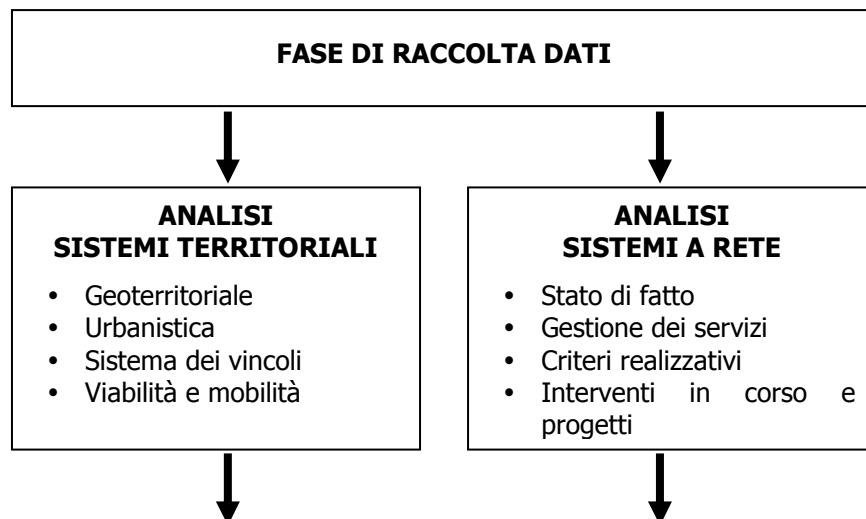 FASE DI RACCOLTA DATI
ANALISI
SISTEMI TERRITORIALI
• Geoterritoriale
• Urbanistica
• Sistema dei vincoli
• Viabilità e mobilità
ANALISI
SISTEMI A RETE
• Stato di fatto
• Gestione dei servizi
• Criteri realizzativi
• Interventi in corso e
progetti